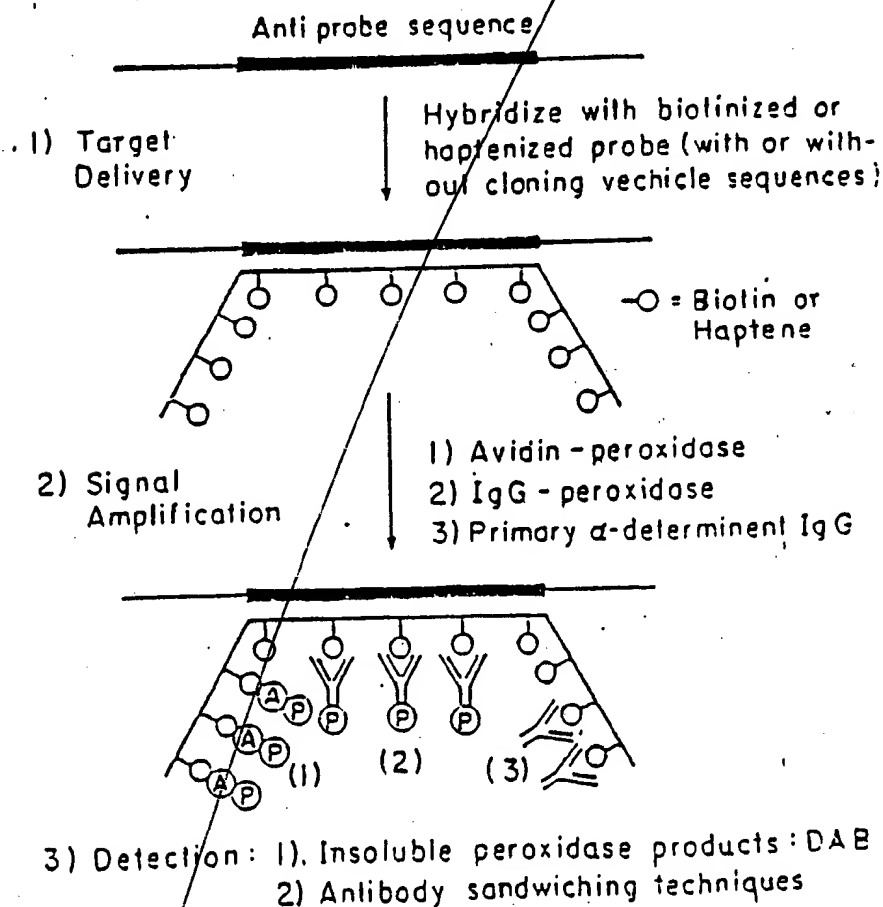 Anti probe sequence
1) Target
Delivery
Hybridize with biotinized or
haptenized probe (with or with-
out cloning vechicle sequences)
-O = Biotin or
Haptene
2) Signal
Amplification
1) Avidin - peroxidase
2) IgG - peroxidase
3) Primary α-determinent IgG
A P
A P
A P
P
P
P
(1)
(2)
(3)
3) Detection: 1). Insoluble peroxidase products: DAB
2) Antibody sandwiching techniques